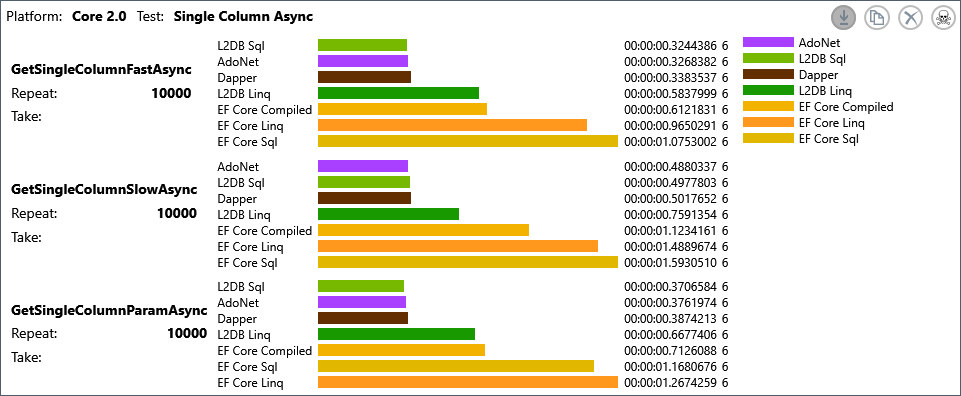 Platform: Core 2.0 Test: Single Column Async
GetSingleColumnFastAsync
Repeat: 10000
Take:
L2DB Sql 00:00:00.3244386 6
AdoNet 00:00:00.3268382 6
Dapper 00:00:00.3383537 6
L2DB Linq 00:00:00.5837999 6
EF Core Compiled 00:00:00.6121831 6
EF Core Linq 00:00:00.9650291 6
EF Core Sql 00:00:01.0753002 6
AdoNet
L2DB Sql
Dapper
L2DB Linq
EF Core Compiled
EF Core Linq
EF Core Sql
GetSingleColumnSlowAsync
Repeat: 10000
Take:
AdoNet 00:00:00.4880337 6
L2DB Sql 00:00:00.4977803 6
Dapper 00:00:00.5017652 6
L2DB Linq 00:00:00.7591354 6
EF Core Compiled 00:00:01.1234161 6
EF Core Linq 00:00:01.4889674 6
EF Core Sql 00:00:01.5930510 6
GetSingleColumnParamAsync
Repeat: 10000
Take:
L2DB Sql 00:00:00.3706584 6
AdoNet 00:00:00.3761974 6
Dapper 00:00:00.3874213 6
L2DB Linq 00:00:00.6677406 6
EF Core Compiled 00:00:00.7126088 6
EF Core Sql 00:00:01.1680676 6
EF Core Linq 00:00:01.2674259 6